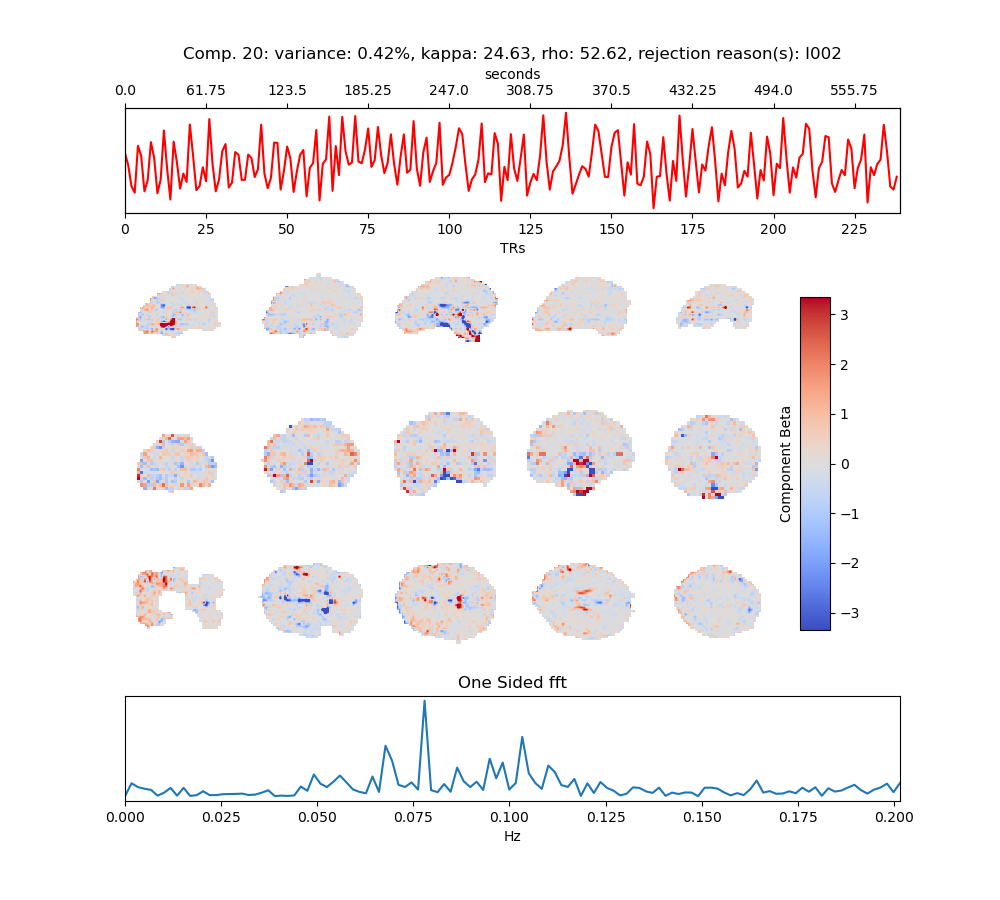 Comp. 20: variance: 0.42%, kappa: 24.63, rho: 52.62, rejection reason(s): I002
seconds
0.0 61.75 123.5 185.25 247.0 308.75 370.5 432.25 494.0 555.75
0 25 50 75 100 125 150 175 200 225
TRs
3
2
1
0
−1
−2
−3
Component Beta
One Sided fft
0.000 0.025 0.050 0.075 0.100 0.125 0.150 0.175 0.200
Hz